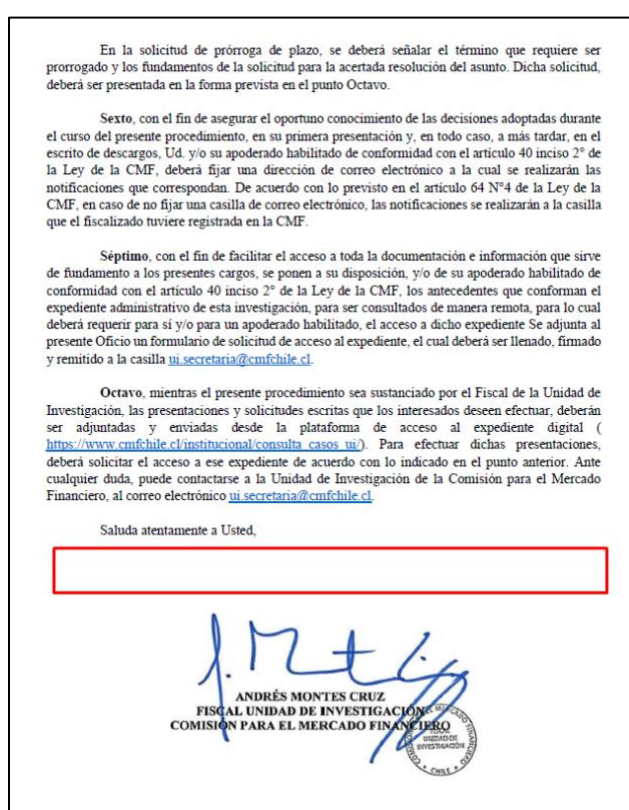 En la solicitud de prórroga de plazo, se deberá señalar el término que requiere ser
prorrogado y los fundamentos de la solicitud para la acertada resolución del asunto. Dicha solicitud,
deberá ser presentada en la forma prevista en el punto Octavo.
Sexto, con el fin de asegurar el oportuno conocimiento de las decisiones adoptadas durante
el curso del presente procedimiento, en su primera presentación y, en todo caso, a más tardar, en el
escrito de descargos, Ud. y/o su apoderado habilitado de conformidad con el artículo 40 inciso 2° de
la Ley de la CMF, deberá fijar una dirección de correo electrónico a la cual se realizarán las
notificaciones que correspondan. De acuerdo con lo previsto en el artículo 64 N°4 de la Ley de la
CMF, en caso de no fijar una casilla de correo electrónico, las notificaciones se realizarán a la casilla
que el fiscalizado tuviere registrada en la CMF.
Séptimo, con el fin de facilitar el acceso a toda la documentación e información que sirve
de fundamento a los presentes cargos, se ponen a su disposición, y/o de su apoderado habilitado de
conformidad con el artículo 40 inciso 2° de la Ley de la CMF, los antecedentes que conforman el
expediente administrativo de esta investigación, para ser consultados de manera remota, para lo cual
deberá requerir para sí y/o para un apoderado habilitado, el acceso a dicho expediente Se adjunta al
presente Oficio un formulario de solicitud de acceso al expediente, el cual deberá ser llenado, firmado
y remitido a la casilla ui.secretaria@cmfchile.cl.
Octavo, mientras el presente procedimiento sea sustanciado por el Fiscal de la Unidad de
Investigación, las presentaciones y solicitudes escritas que los interesados deseen efectuar, deberán
ser adjuntadas y enviadas desde la plataforma de acceso al expediente digital (
https://www.cmfchile.cl/institucional/consulta_casos_ui/). Para efectuar dichas presentaciones,
deberá solicitar el acceso a ese expediente de acuerdo con lo indicado en el punto anterior. Ante
cualquier duda, puede contactarse a la Unidad de Investigación de la Comisión para el Mercado
Financiero, al correo electrónico ui.secretaria@cmfchile.cl.
Saluda atentamente a Usted,
ANDRÉS MONTES CRUZ
FISCAL UNIDAD DE INVESTIGACIÓN
COMISIÓN PARA EL MERCADO FINANCIERO
COMISIÓN PARA EL MERCADO FINANCIERO
FISCAL
UNIDAD DE
INVESTIGACIÓN
CHILE